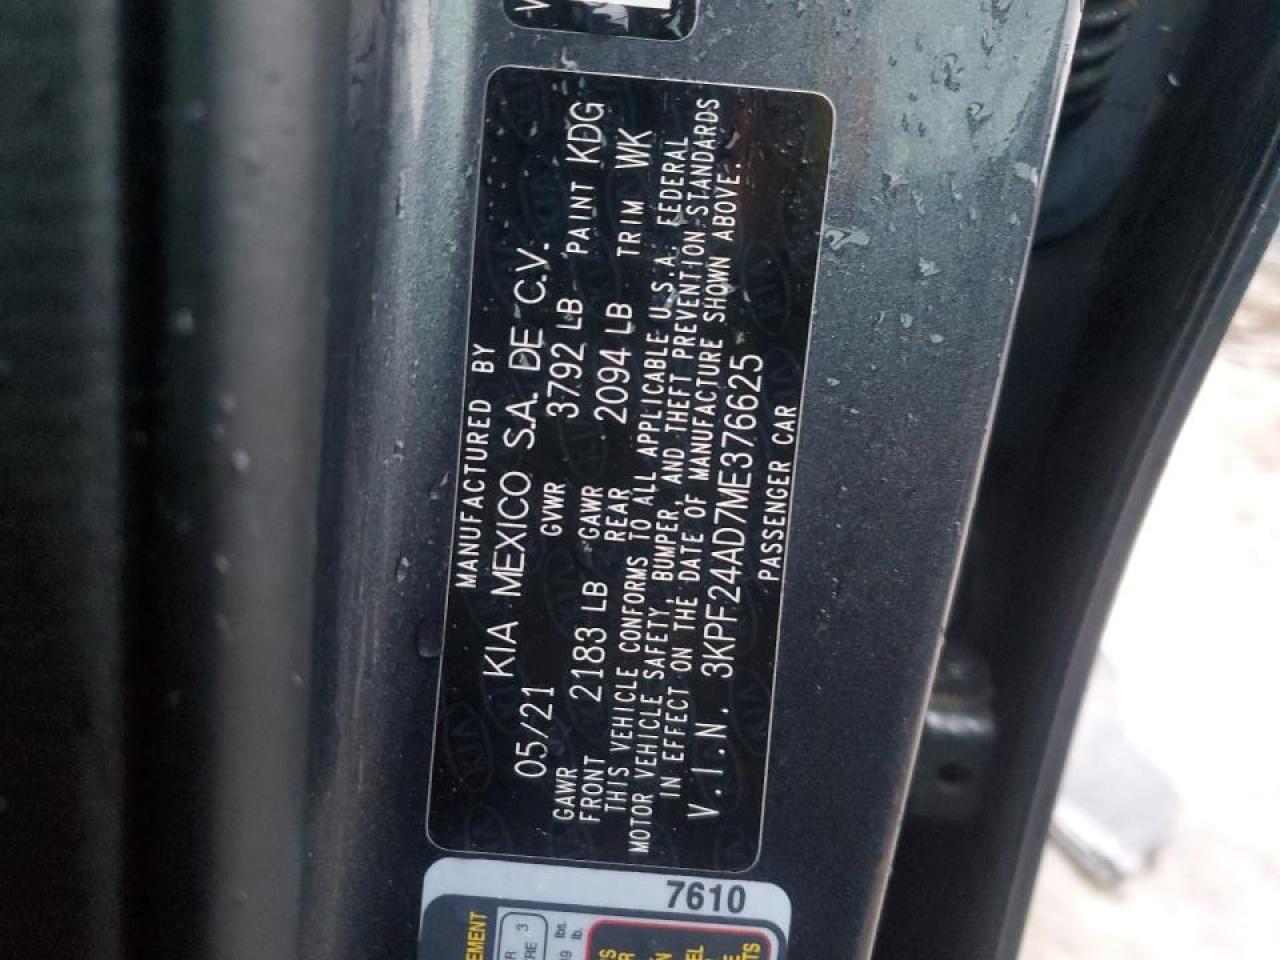 V
MANUFACTURED BY
KIA MEXICO S.A. DE C.V.
05/21 GVWR 3792 LB PAINT KDG
GAWR FRONT 2183 LB GAWR REAR 2094 LB TRIM WK
THIS VEHICLE CONFORMS TO ALL APPLICABLE U.S.A. FEDERAL
MOTOR VEHICLE SAFETY, BUMPER, AND THEFT PREVENTION STANDARDS
IN EFFECT ON THE DATE OF MANUFACTURE SHOWN ABOVE.
V.I.N. 3KPF24AD7ME376625
PASSENGER CAR
7610